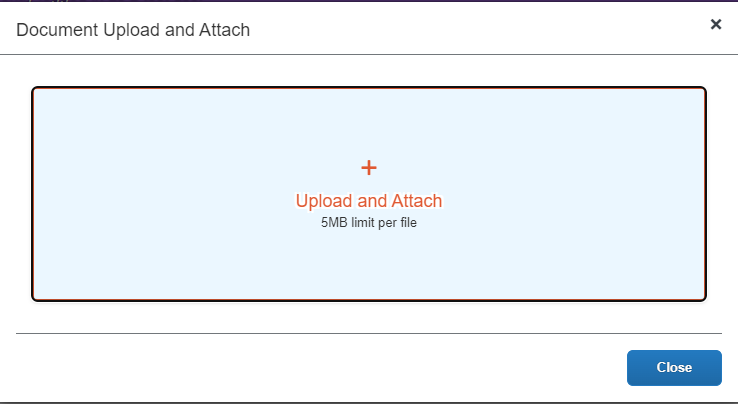 Document Upload and Attach
×
+
Upload and Attach
5MB limit per file
Close